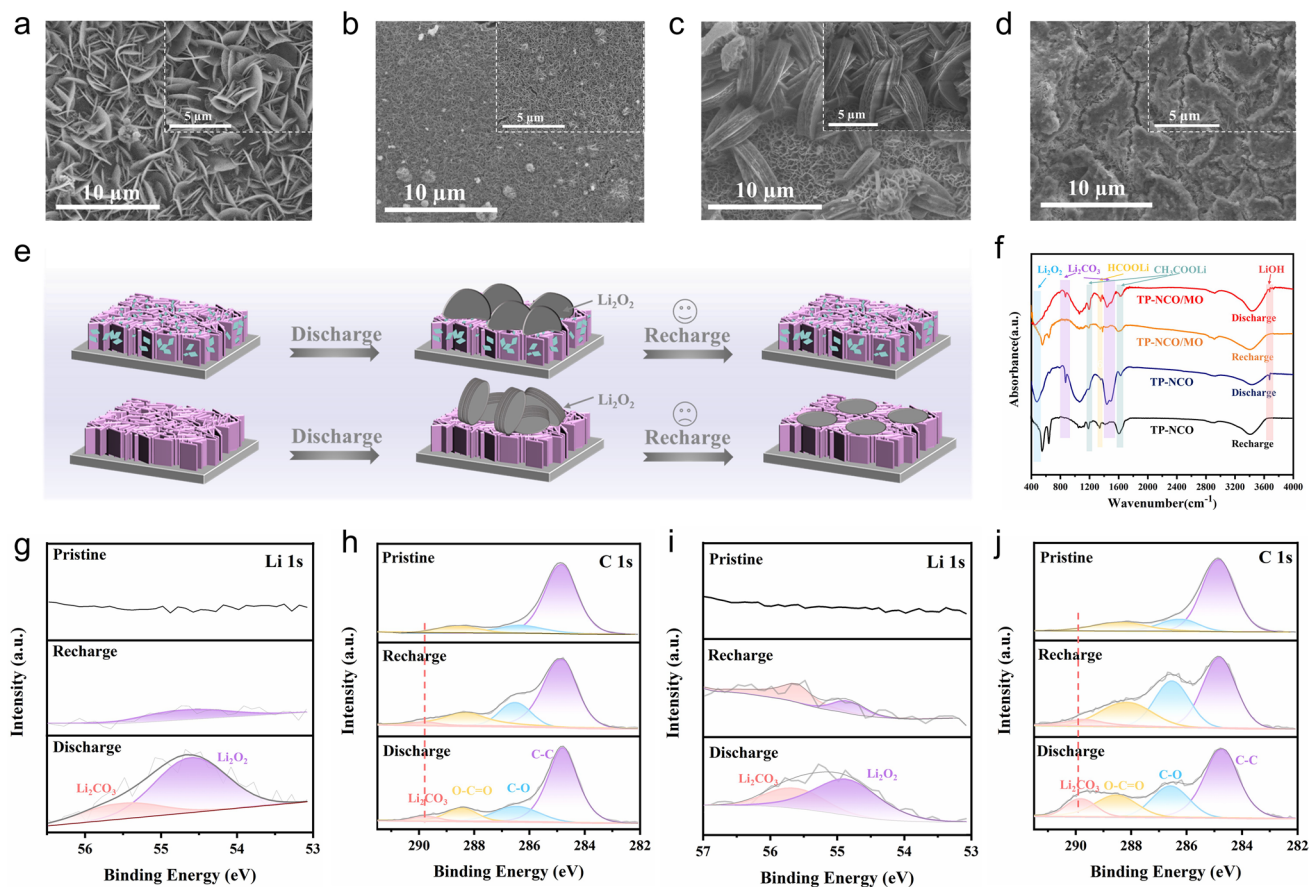 a
5 μm
10 μm
b
5 μm
10 μm
c
5 μm
10 μm
d
5 μm
10 μm
e
Li₂O₂
Discharge
Recharge
Li₂O₂
Discharge
Recharge
f
Li₂O₂
Li₂CO₃
HCOOLi
CH₃COOLi
LiOH
TP-NCO/MO
Discharge
TP-NCO/MO
Recharge
TP-NCO
Discharge
TP-NCO
Recharge
Absorbance(a.u.)
400 800 1200 1600 2000 2400 2800 3200 3600 4000
Wavenumber(cm⁻¹)
g
Pristine
Li 1s
Recharge
Discharge
Li₂CO₃
Li₂O₂
Intensity (a.u.)
56 55 54 53
Binding Energy (eV)
h
Pristine
C 1s
Recharge
Discharge
Li₂CO₃
O-C=O
C-O
C-C
Intensity (a.u.)
290 288 286 284 282
Binding Energy (eV)
i
Pristine
Li 1s
Recharge
Discharge
Li₂CO₃
Li₂O₂
Intensity (a.u.)
57 56 55 54 53
Binding Energy (eV)
j
Pristine
C 1s
Recharge
Discharge
Li₂CO₃
O-C=O
C-O
C-C
Intensity (a.u.)
290 288 286 284 282
Binding Energy (eV)